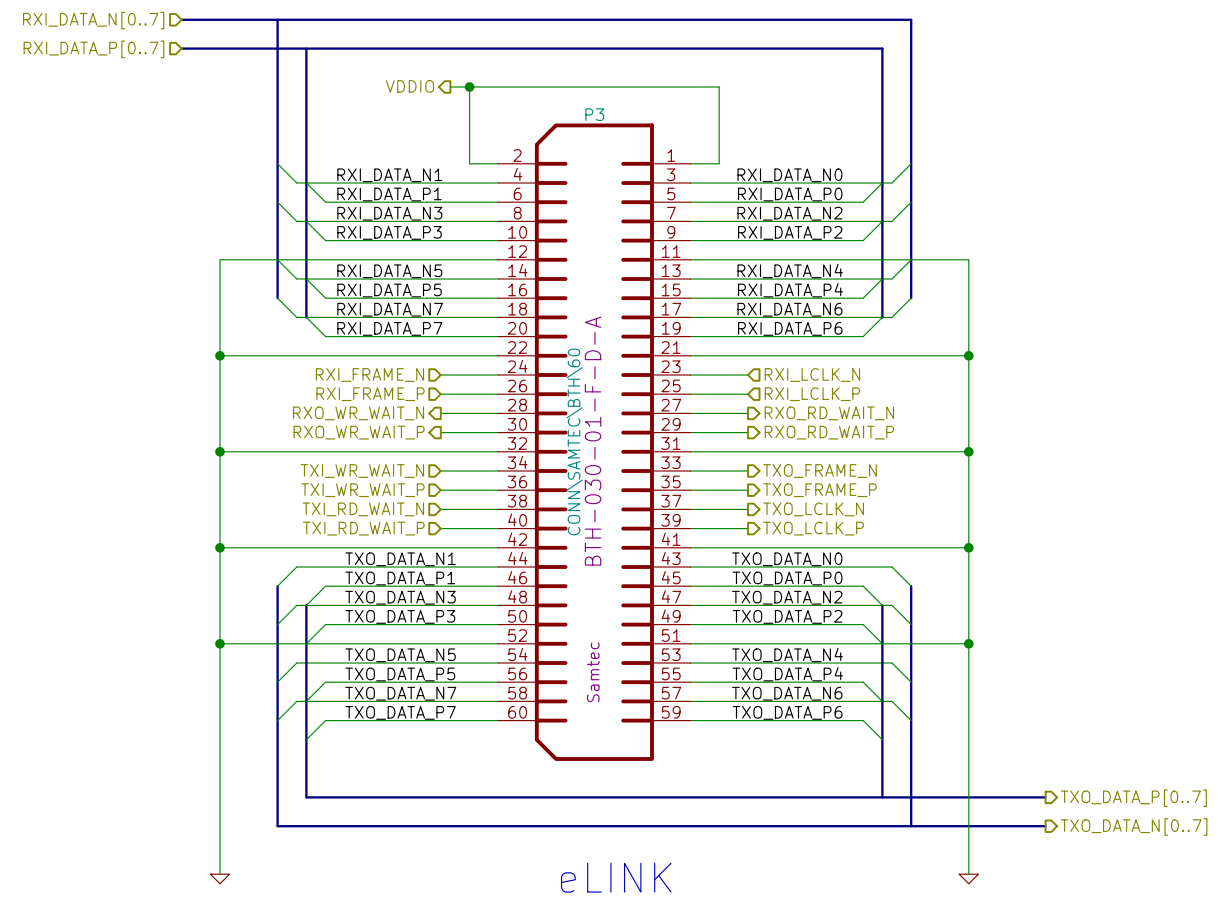 RXI_DATA_N[0..7]
RXI_DATA_P[0..7]
VDDIO
P3
2 1
RXI_DATA_N1 4 3 RXI_DATA_N0
RXI_DATA_P1 6 5 RXI_DATA_P0
RXI_DATA_N3 8 7 RXI_DATA_N2
RXI_DATA_P3 10 9 RXI_DATA_P2
12 11
RXI_DATA_N5 14 13 RXI_DATA_N4
RXI_DATA_P5 16 15 RXI_DATA_P4
RXI_DATA_N7 18 17 RXI_DATA_N6
RXI_DATA_P7 20 19 RXI_DATA_P6
22 21
RXI_FRAME_N 24 23 RXI_LCLK_N
RXI_FRAME_P 26 25 RXI_LCLK_P
RXO_WR_WAIT_N 28 27 RXO_RD_WAIT_N
RXO_WR_WAIT_P 30 29 RXO_RD_WAIT_P
32 31
TXI_WR_WAIT_N 34 33 TXO_FRAME_N
TXI_WR_WAIT_P 36 35 TXO_FRAME_P
TXI_RD_WAIT_N 38 37 TXO_LCLK_N
TXI_RD_WAIT_P 40 39 TXO_LCLK_P
42 41
TXO_DATA_N1 44 43 TXO_DATA_N0
TXO_DATA_P1 46 45 TXO_DATA_P0
TXO_DATA_N3 48 47 TXO_DATA_N2
TXO_DATA_P3 50 49 TXO_DATA_P2
52 51
TXO_DATA_N5 54 53 TXO_DATA_N4
TXO_DATA_P5 56 55 TXO_DATA_P4
TXO_DATA_N7 58 57 TXO_DATA_N6
TXO_DATA_P7 60 59 TXO_DATA_P6
CONN\SAMTEC\BTH\60
BTH-030-01-F-D-A
Samtec
TXO_DATA_P[0..7]
TXO_DATA_N[0..7]
eLINK